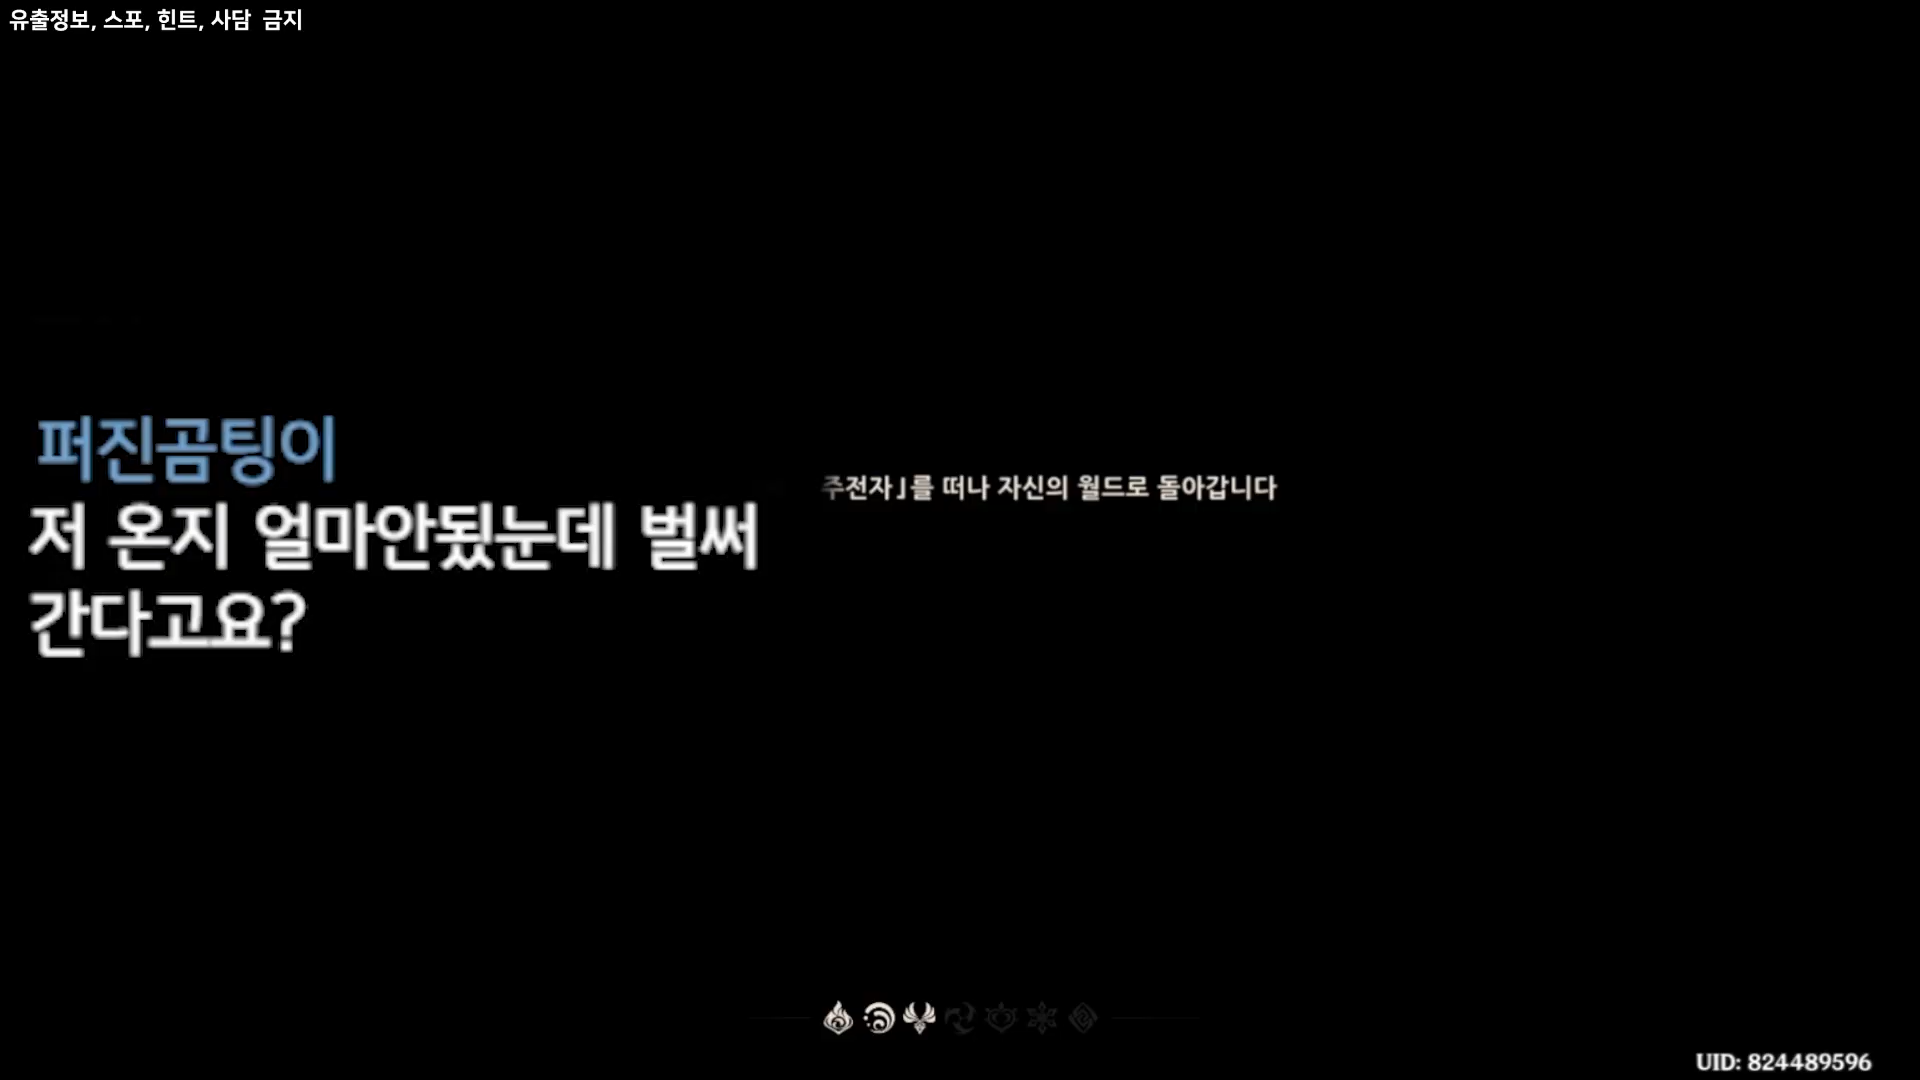 유출정보, 스포, 힌트, 사담 금지
퍼진곰팅이
저 온지 얼마안됬눈데 벌써
간다고요?
주전자」를 떠나 자신의 월드로 돌아갑니다
UID: 824489596